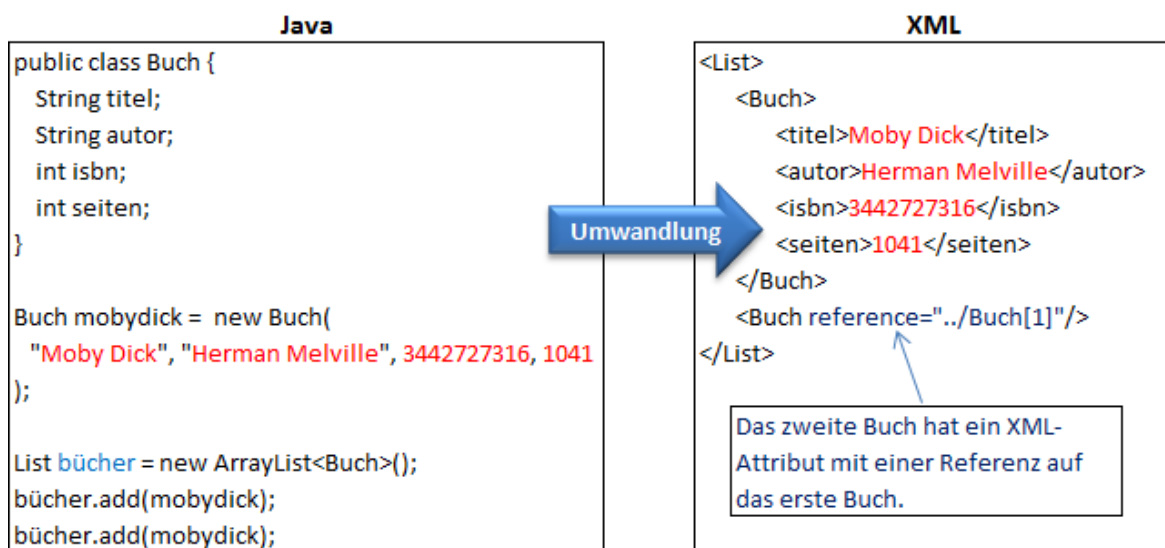 Java
public class Buch {
String titel;
String autor;
int isbn;
int seiten;
}
Buch mobydick = new Buch(
"Moby Dick", "Herman Melville", 3442727316, 1041
);
List bücher = new ArrayList<Buch>();
bücher.add(mobydick);
bücher.add(mobydick);
Umwandlung
XML
<List>
<Buch>
<titel>Moby Dick</titel>
<autor>Herman Melville</autor>
<isbn>3442727316</isbn>
<seiten>1041</seiten>
</Buch>
<Buch reference="../Buch[1]"/>
</List>
Das zweite Buch hat ein XML-
Attribut mit einer Referenz auf
das erste Buch.